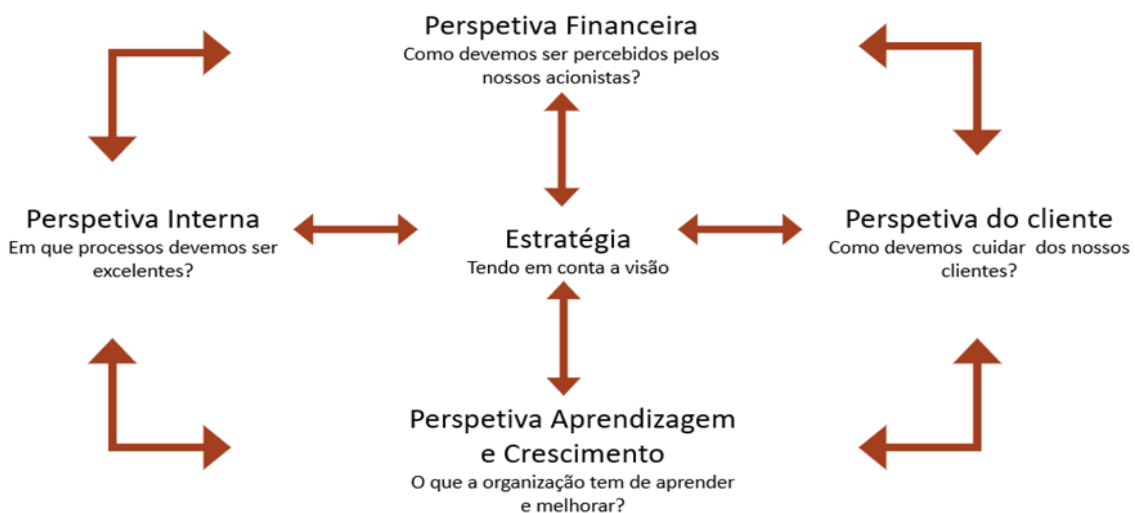 Perspetiva Financeira
Como devemos ser percebidos pelos
nossos acionistas?
Perspetiva Interna
Em que processos devemos ser
excelentes?
Estratégia
Tendo em conta a visão
Perspetiva do cliente
Como devemos cuidar dos nossos
clientes?
Perspetiva Aprendizagem
e Crescimento
O que a organização tem de aprender
e melhorar?